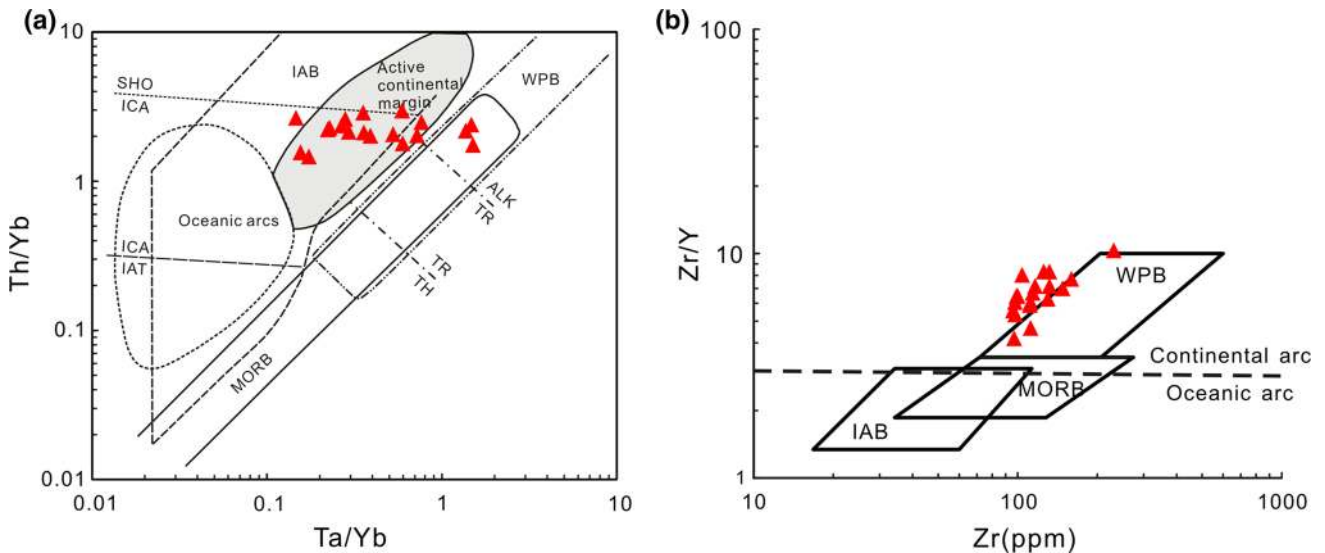 (a)
10
1
0.1
0.01
Th/Yb
0.01
0.1
1
10
Ta/Yb
SHO
ICA
IAB
Active
continental
margin
WPB
Oceanic arcs
ICA
IAT
ALK
TR
TR
TH
MORB
(b)
100
10
1
Zr/Y
10
100
1000
Zr(ppm)
WPB
Continental arc
MORB
Oceanic arc
IAB